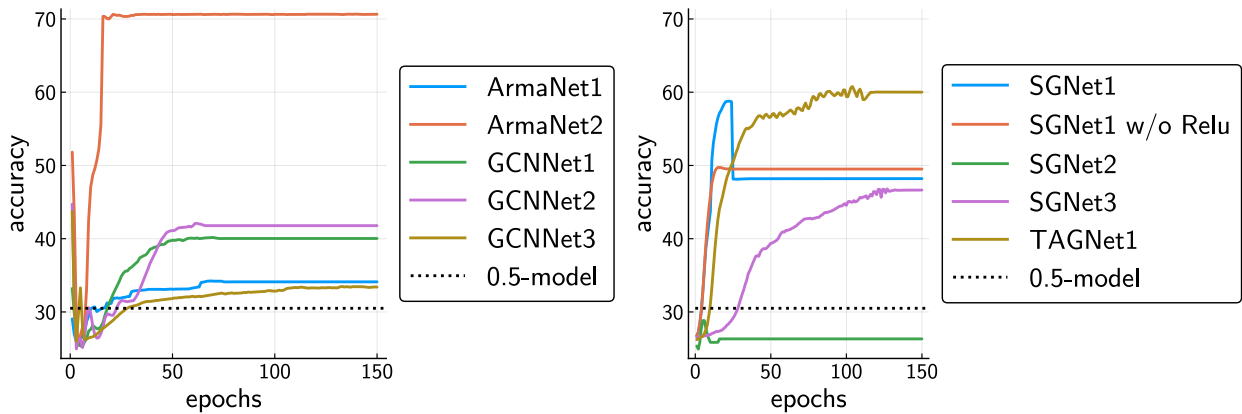 70
60
50
40
30
0
50
100
150
accuracy
epochs
ArmaNet1
ArmaNet2
GCNNet1
GCNNet2
GCNNet3
0.5-model
70
60
50
40
30
0
50
100
150
accuracy
epochs
SGNet1
SGNet1 w/o Relu
SGNet2
SGNet3
TAGNet1
0.5-model